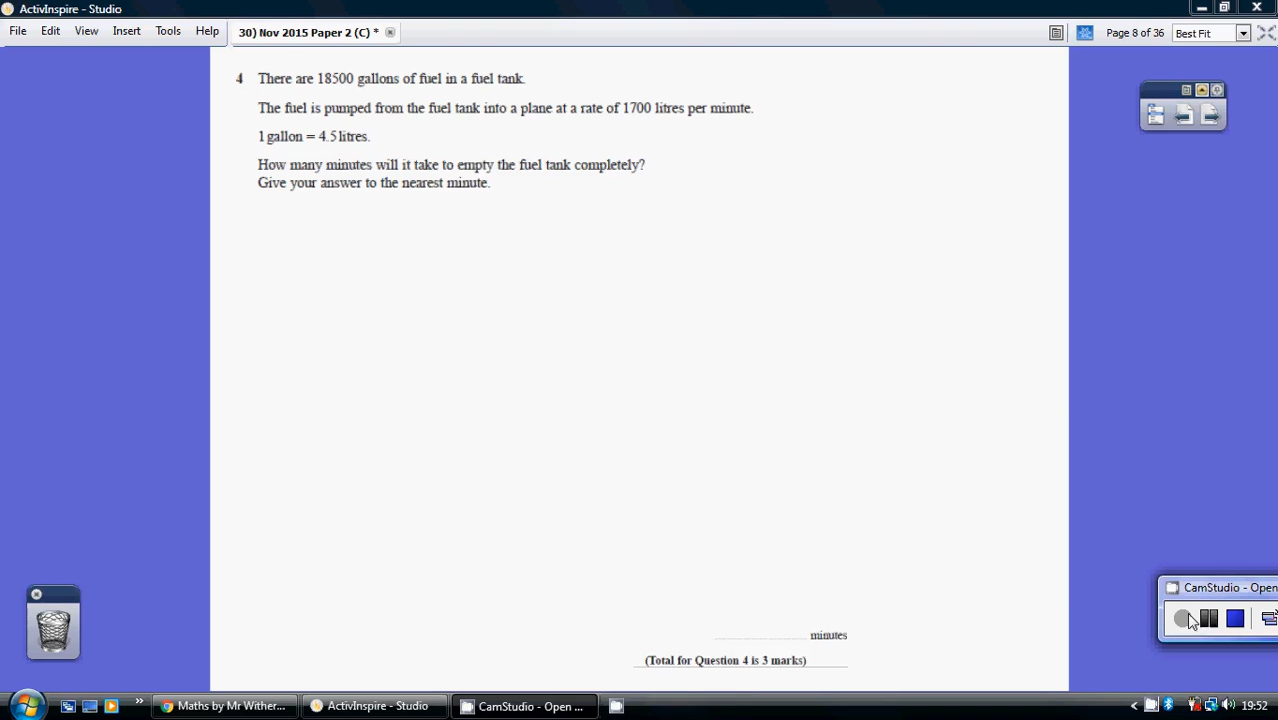 ActivInspire - Studio
File Edit View Insert Tools Help
30) Nov 2015 Paper 2 (C) *
Page 8 of 36
Best Fit
4 There are 18500 gallons of fuel in a fuel tank.
The fuel is pumped from the fuel tank into a plane at a rate of 1700 litres per minute.
1 gallon = 4.5 litres.
How many minutes will it take to empty the fuel tank completely?
Give your answer to the nearest minute.
CamStudio - Open
minutes
(Total for Question 4 is 3 marks)
Maths by Mr Wither...
ActivInspire - Studio
CamStudio - Open ...
19:52